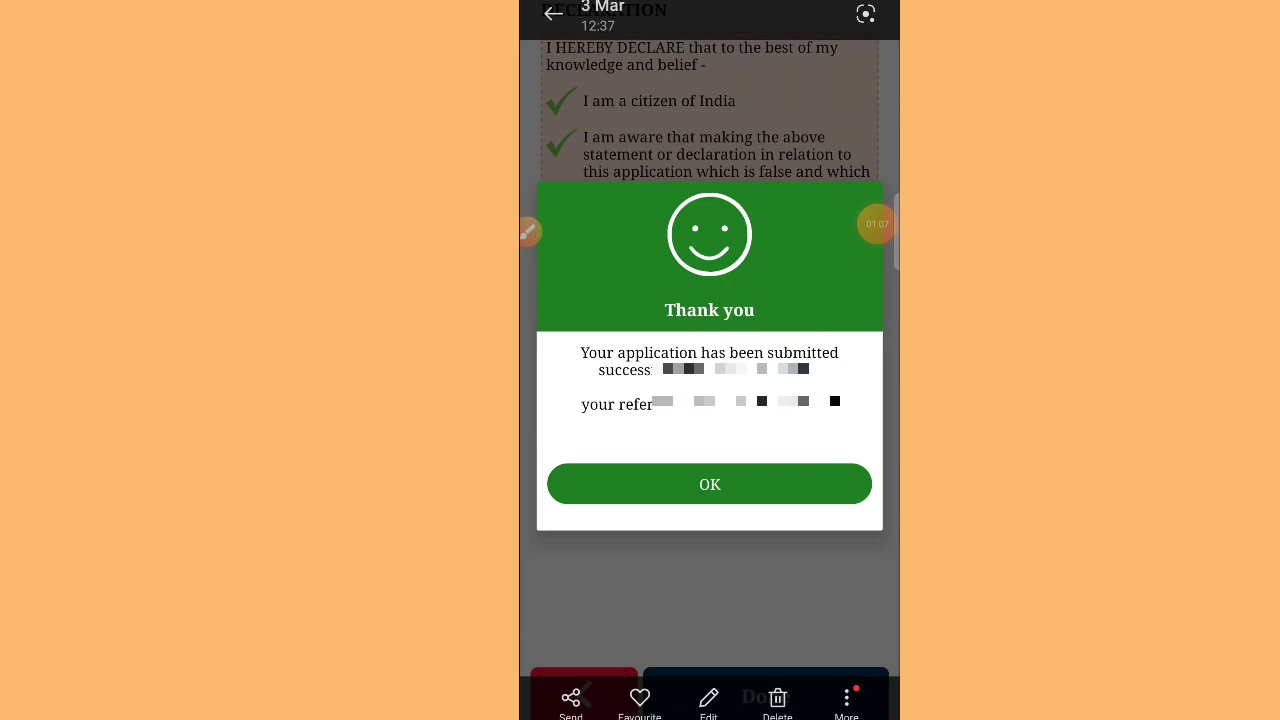 3 Mar
12:37
DECLARATION
I HEREBY DECLARE that to the best of my
knowledge and belief -
I am a citizen of India
I am aware that making the above
statement or declaration in relation to
this application which is false and which
01:07
Thank you
Your application has been submitted
success
your refer
OK
Done
Send
Favourite
Edit
Delete
More